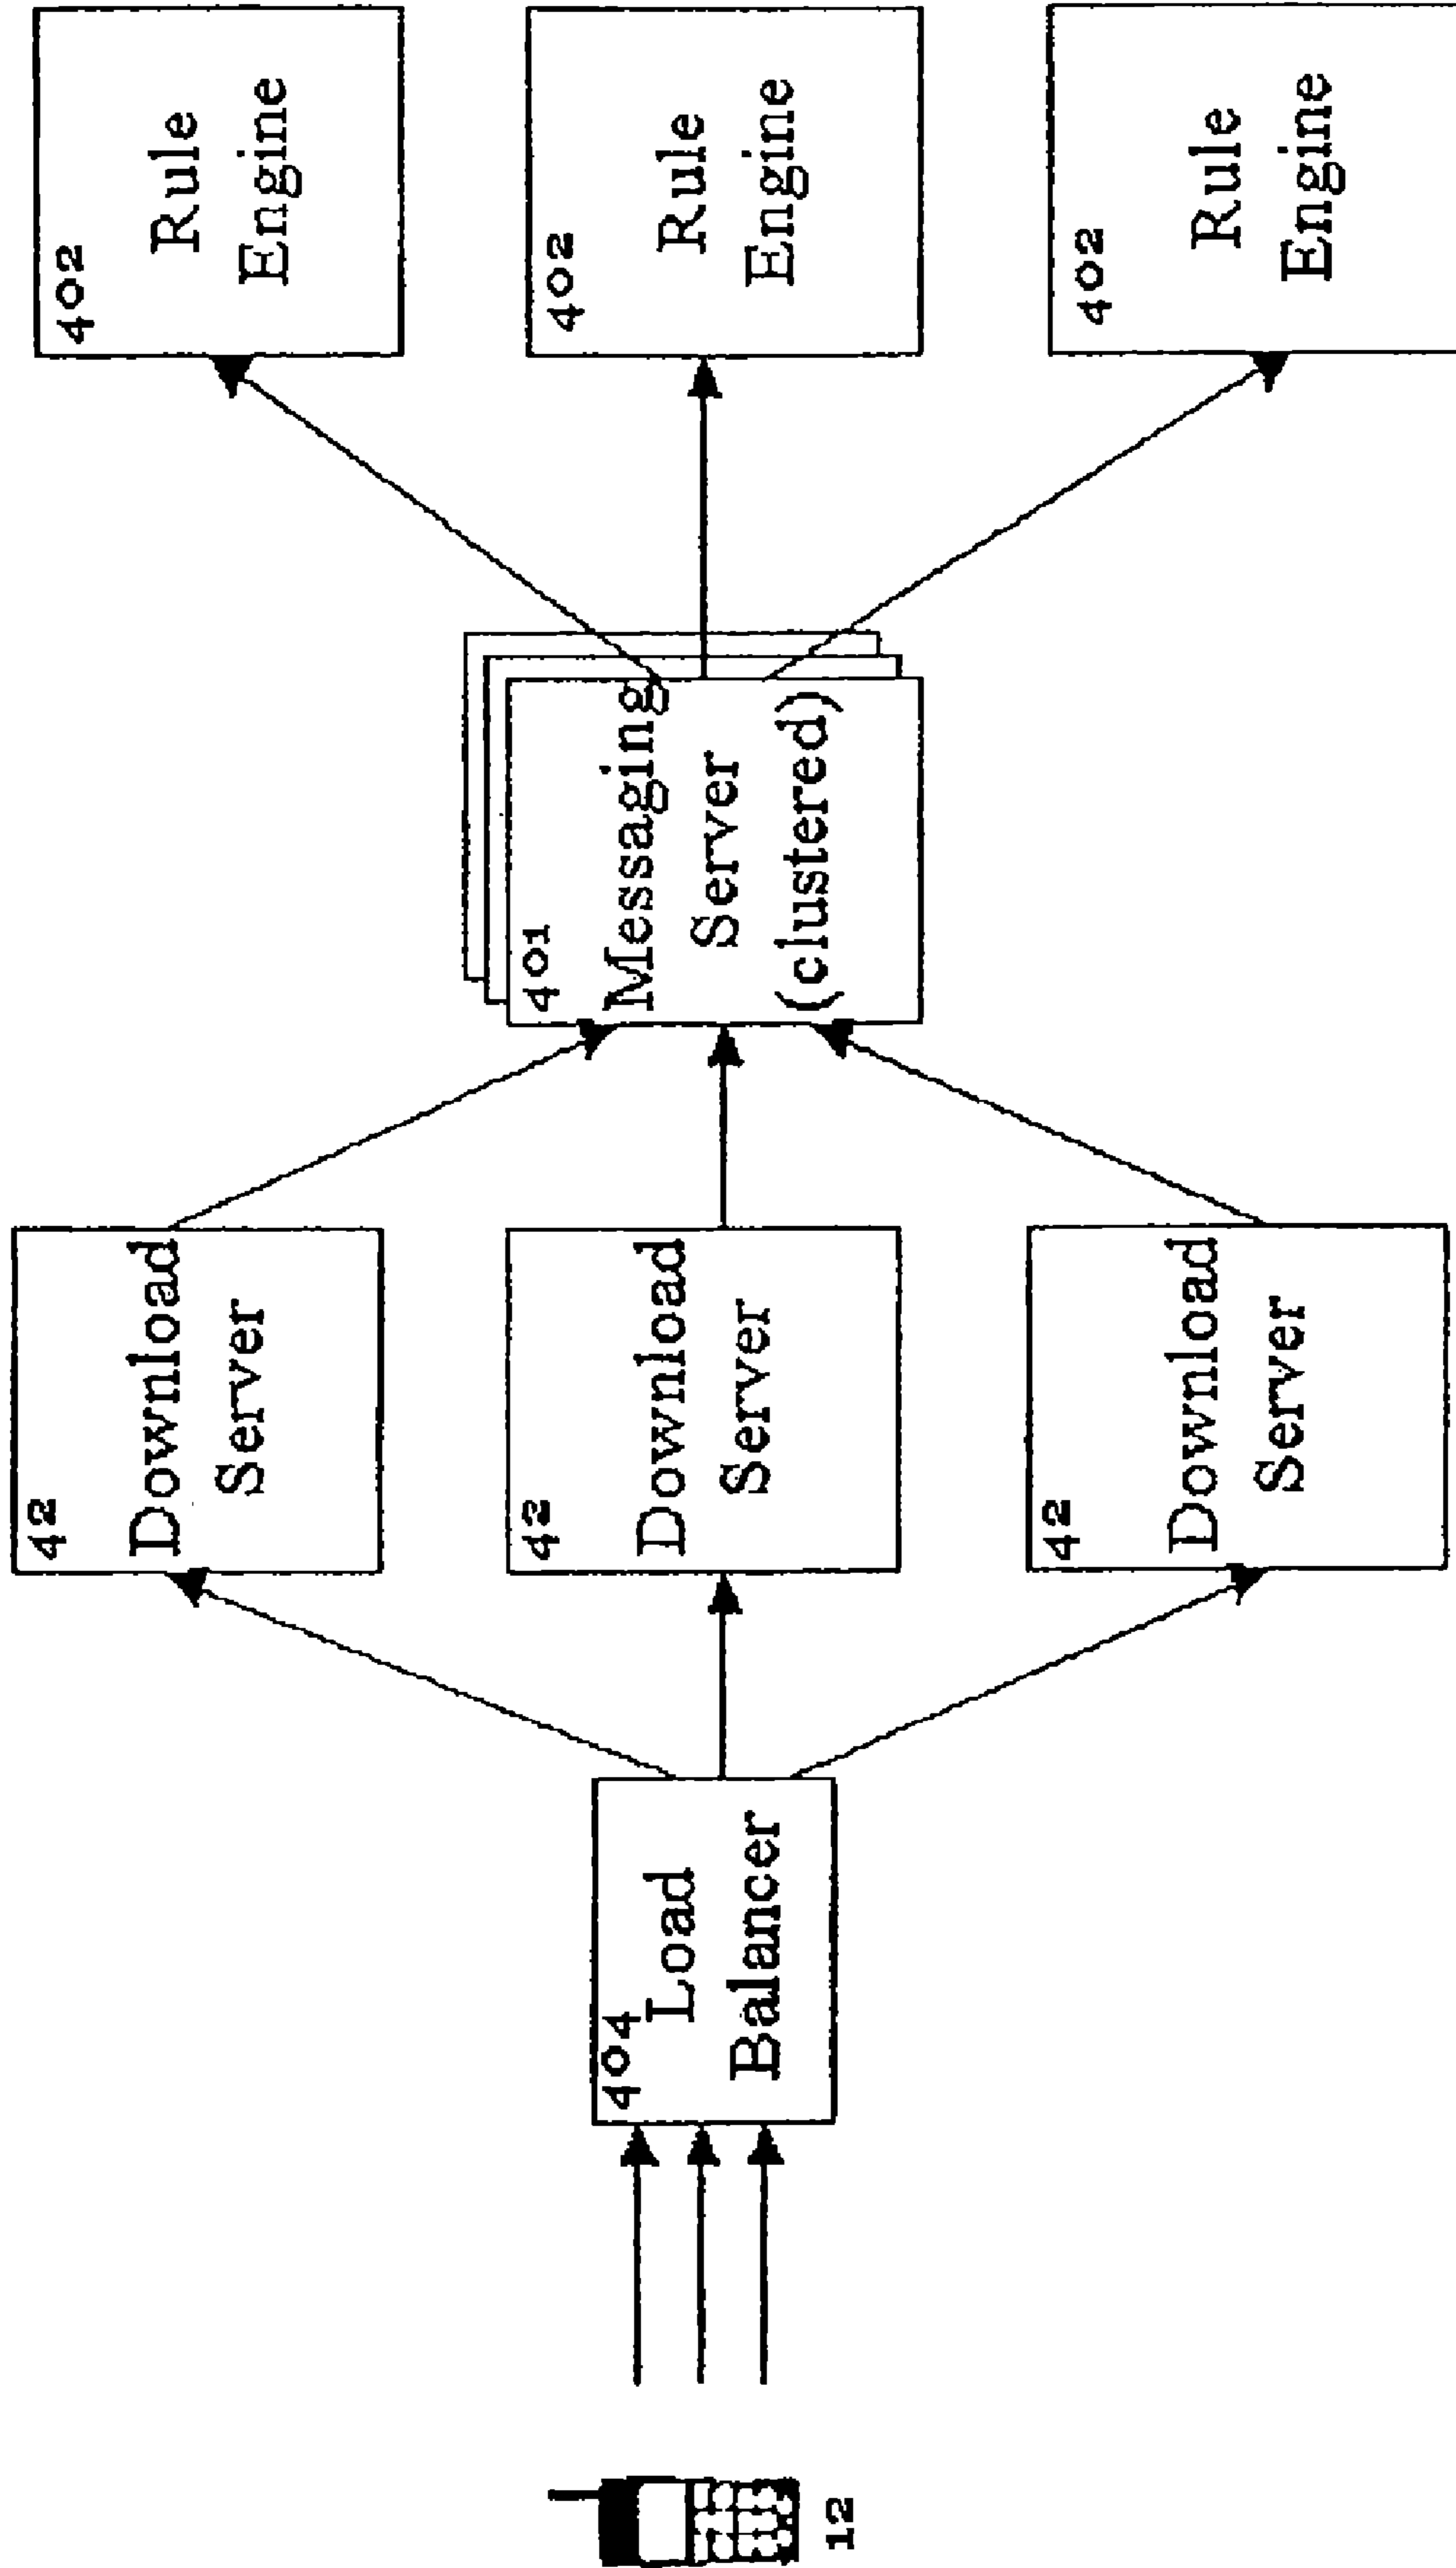 12
404
Load
Balancer
42
Download
Server
42
Download
Server
42
Download
Server
401
Messaging
Server
(clustered)
402
Rule
Engine
402
Rule
Engine
402
Rule
Engine